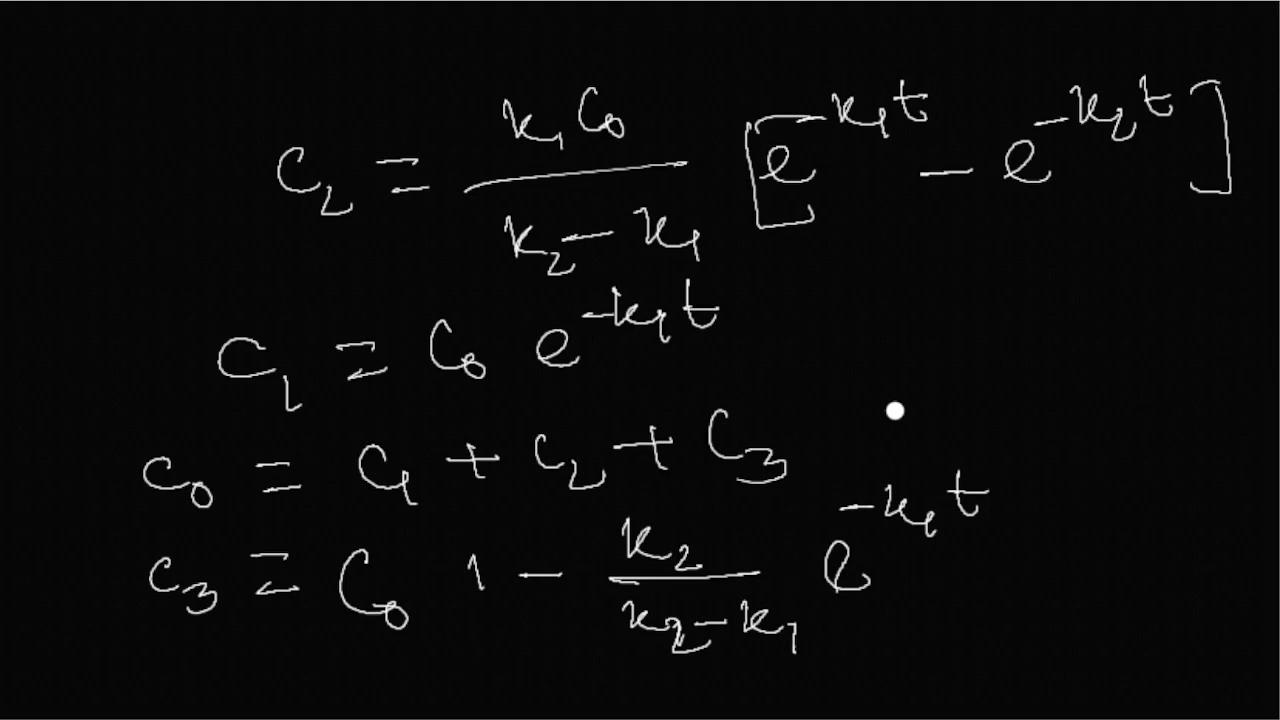 C₂ = k₁C₀ / k₂ - k₁ [e^{-k₁t} - e^{-k₂t}]
C₁ = C₀ e^{-k₁t}
C₀ = C₁ + C₂ + C₃
C₃ = C₀ 1 - k₂ / k₂ - k₁ e^{-k₁t}